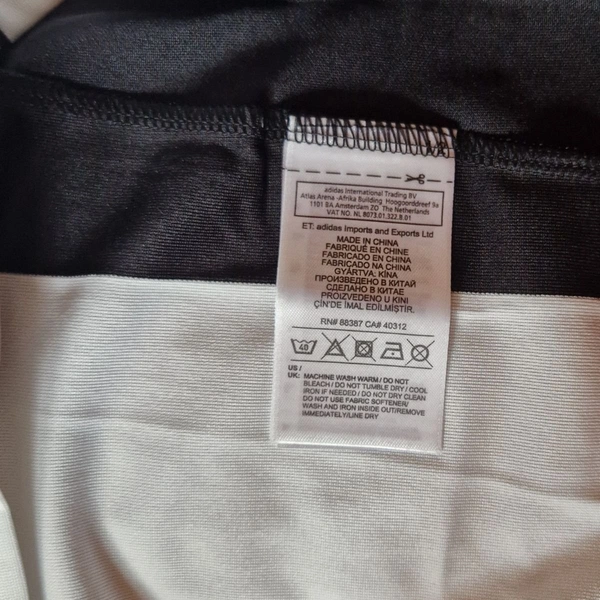 adidas International Trading BV
Atlas Arena -Afrika Building Hoogoorddreef 9a
1101 BA Amsterdam ZO The Netherlands
VAT NO. NL 8073.01.322.B.01
ET: adidas Imports and Exports Ltd
MADE IN CHINA
FABRIQUÉ EN CHINE
FABRICADO EN CHINA
FABRICADO NA CHINA
GYÁRTVA: KÍNA
ПРОИЗВЕДЕНО В КИТАЙ
СДЕЛАНО В КИТАЕ
PROIZVEDENO U KINI
ÇİN'DE İMAL EDİLMİŞTİR.
RN# 88387 CA# 40312
40
US /
UK: MACHINE WASH WARM / DO NOT
BLEACH / DO NOT TUMBLE DRY / COOL
IRON IF NEEDED / DO NOT DRY CLEAN
DO NOT USE FABRIC SOFTENER/
WASH AND IRON INSIDE OUT/REMOVE
IMMEDIATELY/LINE DRY